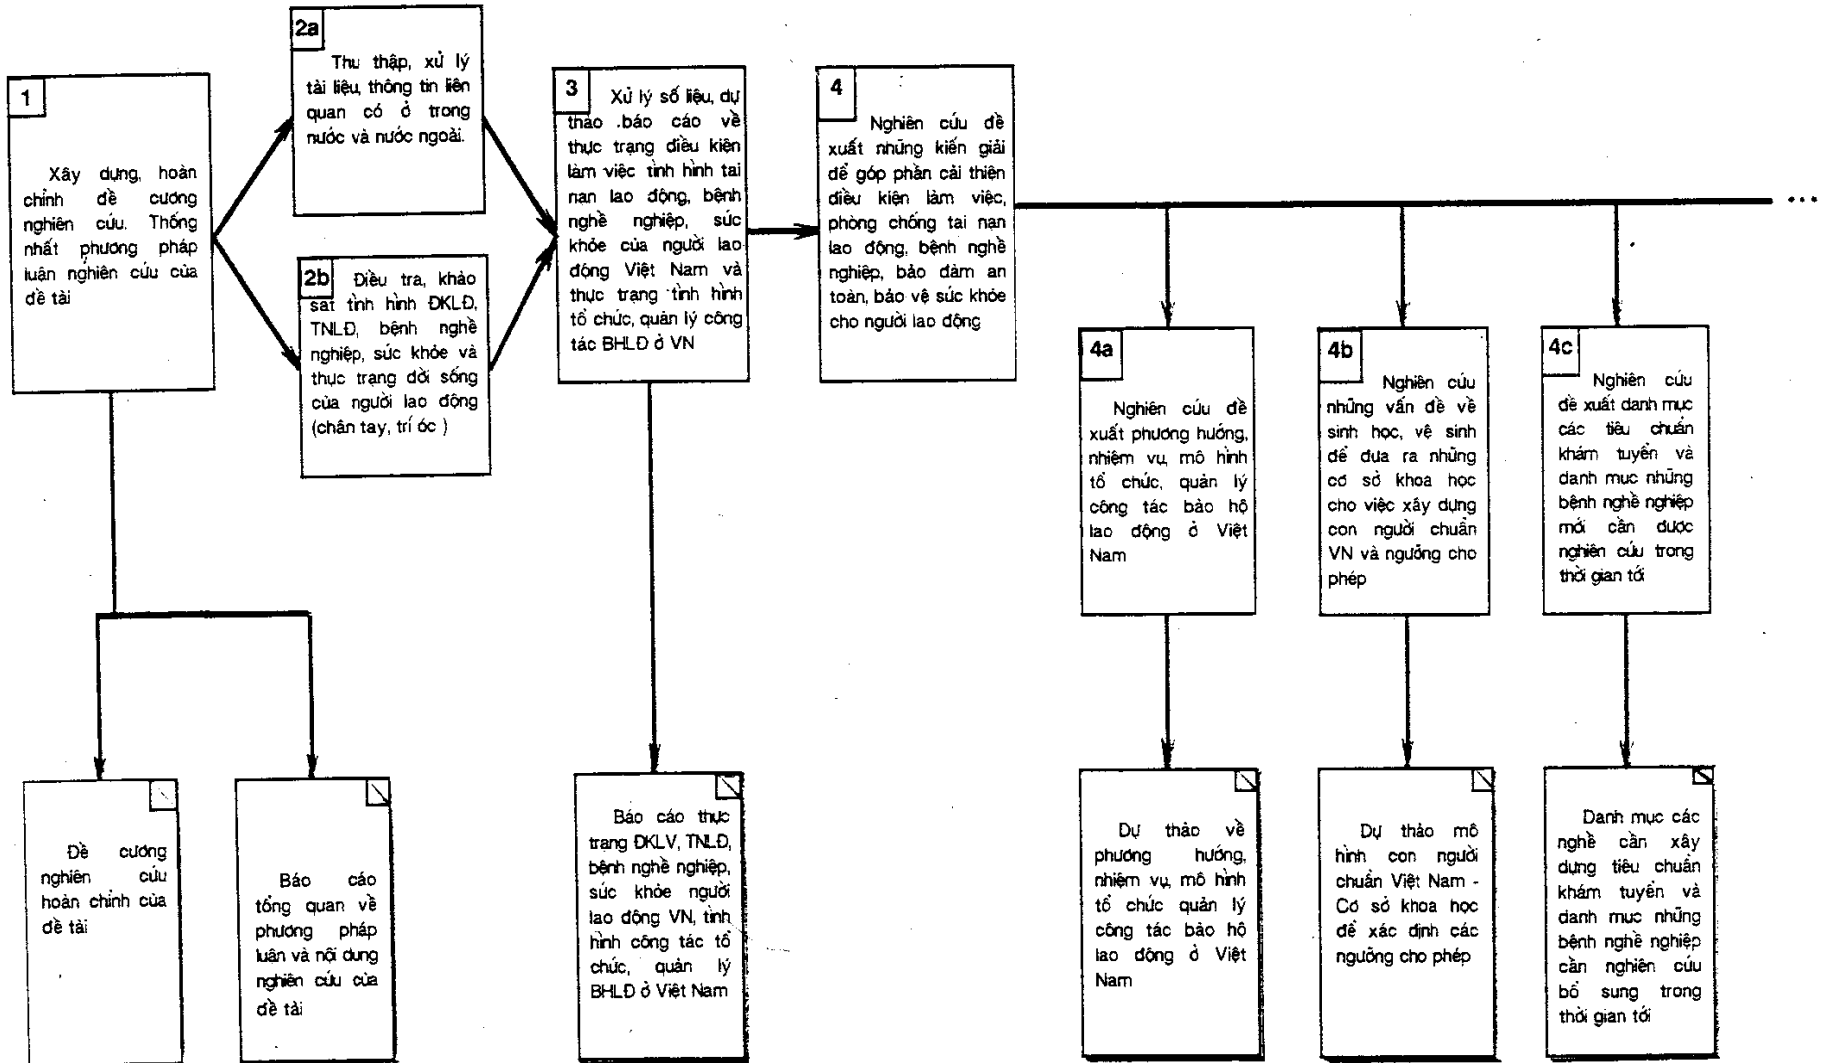 1
Xây dựng, hoàn
chỉnh đề cương
nghiên cứu. Thống
nhất phương pháp
luận nghiên cứu của
đề tài
2a
Thu thập, xử lý
tài liệu, thông tin liên
quan có ở trong
nước và nước ngoài.
2b
Điều tra, khảo
sát tình hình ĐKLĐ,
TNLĐ, bệnh nghề
nghiệp, sức khỏe và
thực trạng đời sống
của người lao động
(chân tay, trí óc )
3
Xử lý số liệu, dự
thảo báo cáo về
thực trạng điều kiện
làm việc tình hình tai
nạn lao động, bệnh
nghề nghiệp, sức
khỏe của người lao
động Việt Nam và
thực trạng tình hình
tổ chức, quản lý công
tác BHLĐ ở VN
4
Nghiên cứu đề
xuất những kiến giải
để góp phần cải thiện
điều kiện làm việc,
phòng chống tai nạn
lao động, bệnh nghề
nghiệp, bảo đảm an
toàn, bảo vệ sức khỏe
cho người lao động
...
4a
Nghiên cứu đề
xuất phương hướng,
nhiệm vụ, mô hình
tổ chức, quản lý
công tác bảo hộ
lao động ở Việt
Nam
4b
Nghiên cứu
những vấn đề về
sinh học, vệ sinh
để đưa ra những
cơ sở khoa học
cho việc xây dựng
con người chuẩn
VN và ngưỡng cho
phép
4c
Nghiên cứu
đề xuất danh mục
các tiêu chuẩn
khám tuyển và
danh mục những
bệnh nghề nghiệp
mới cần được
nghiên cứu trong
thời gian tới
Đề cương
nghiên cứu
hoàn chỉnh của
đề tài
Báo cáo
tổng quan về
phương pháp
luận và nội dung
nghiên cứu của
đề tài
Báo cáo thực
trạng ĐKLV, TNLĐ,
bệnh nghề nghiệp,
sức khỏe người
lao động VN, tình
hình công tác tổ
chức, quản lý
BHLĐ ở Việt Nam
Dự thảo về
phương hướng,
nhiệm vụ, mô hình
tổ chức quản lý
công tác bảo hộ
lao động ở Việt
Nam
Dự thảo mô
hình con người
chuẩn Việt Nam -
Cơ sở khoa học
để xác định các
ngưỡng cho phép
Danh mục các
nghề cần xây
dựng tiêu chuẩn
khám tuyển và
danh mục những
bệnh nghề nghiệp
cần nghiên cứu
bổ sung trong
thời gian tới